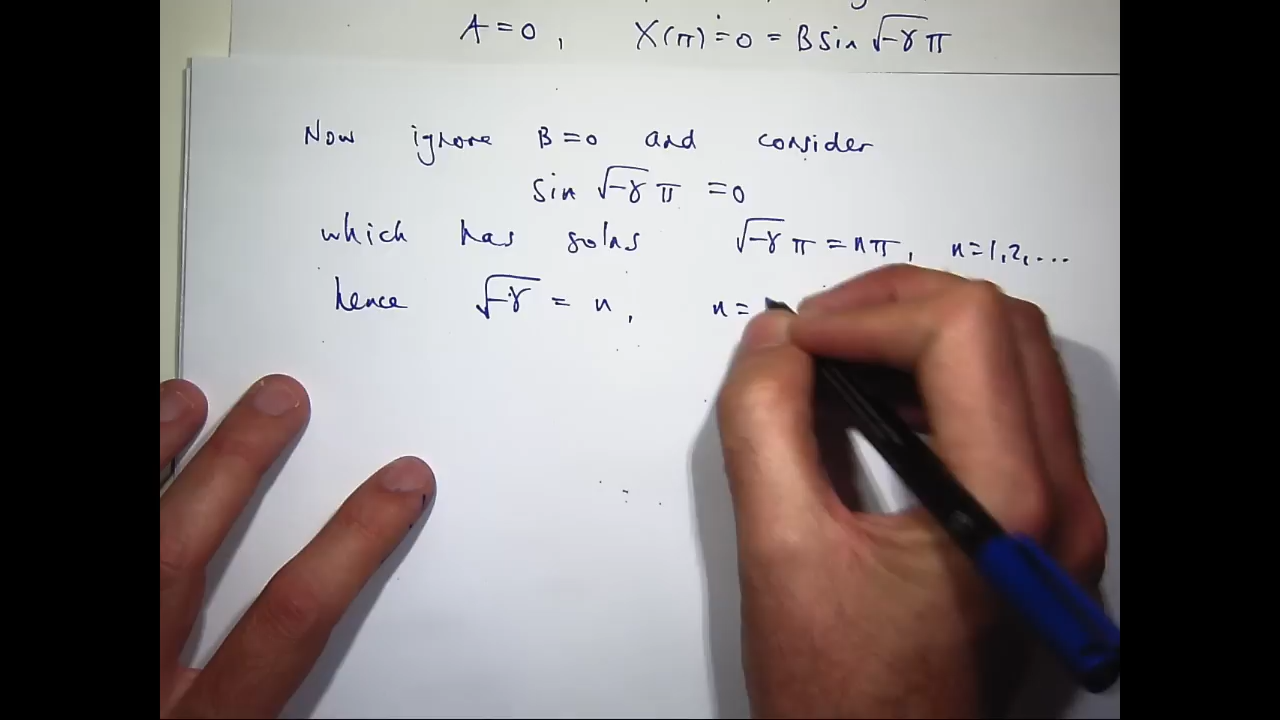 A = 0 , X(π) = 0 = B sin √-γ π
Now ignore B = 0 and consider
sin √-γ π = 0
which has solns √-γ π = nπ, n = 1,2, ...
hence √-γ = n, n =